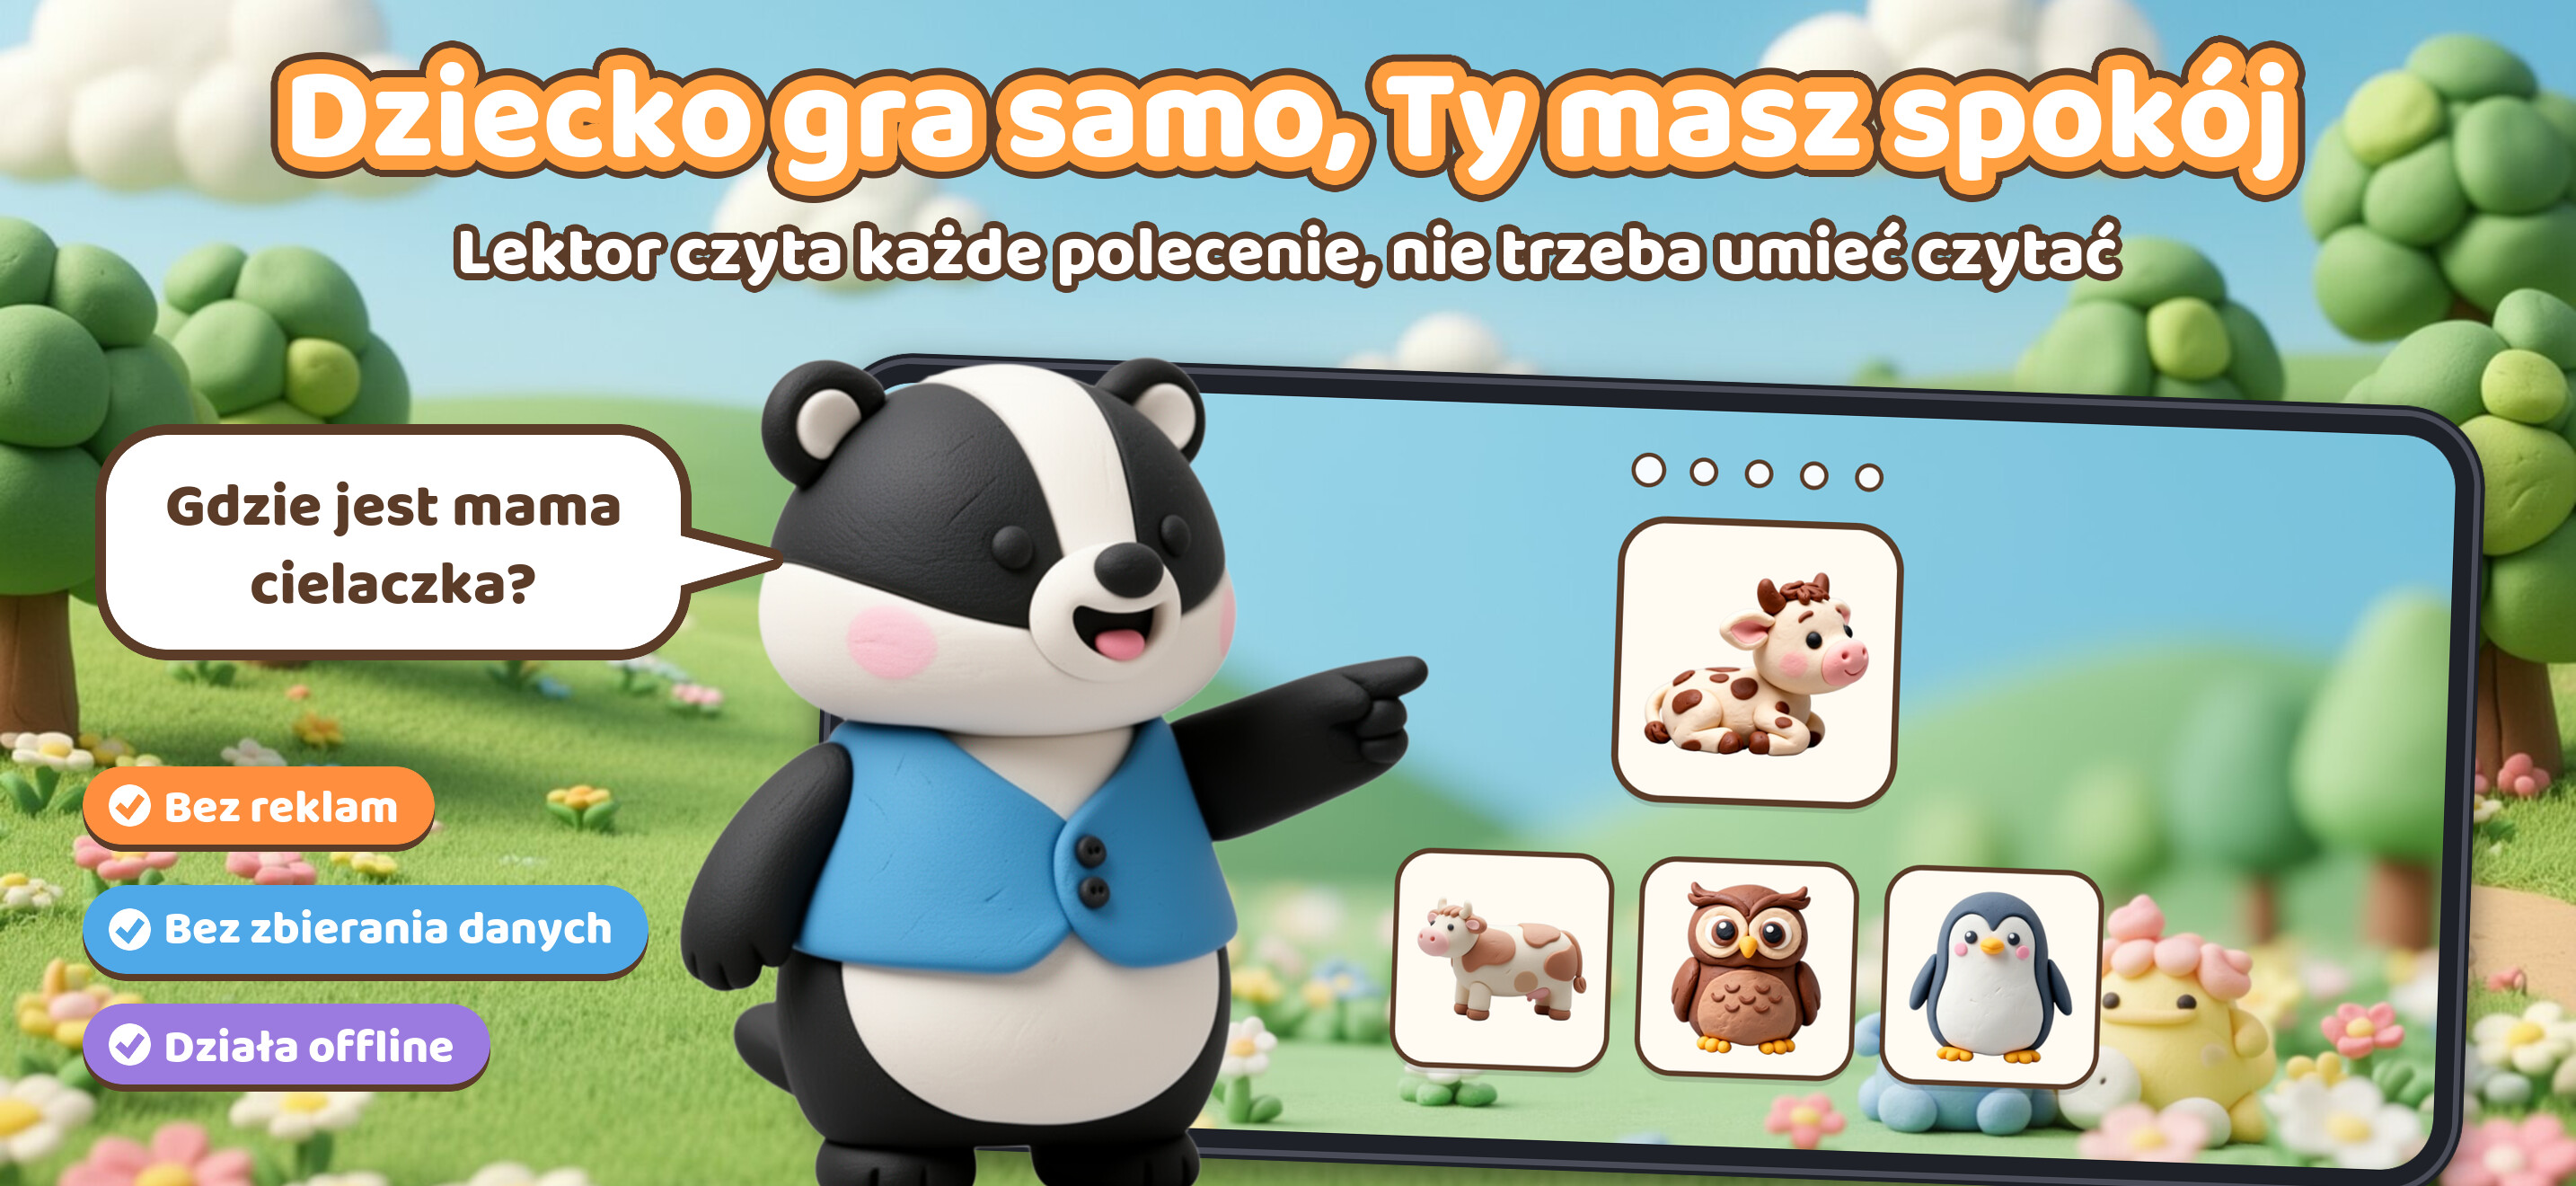 Dziecko gra samo, Ty masz spokój
Lektor czyta każde polecenie, nie trzeba umieć czytać
Gdzie jest mama
cielaczka?
Bez reklam
Bez zbierania danych
Działa offline